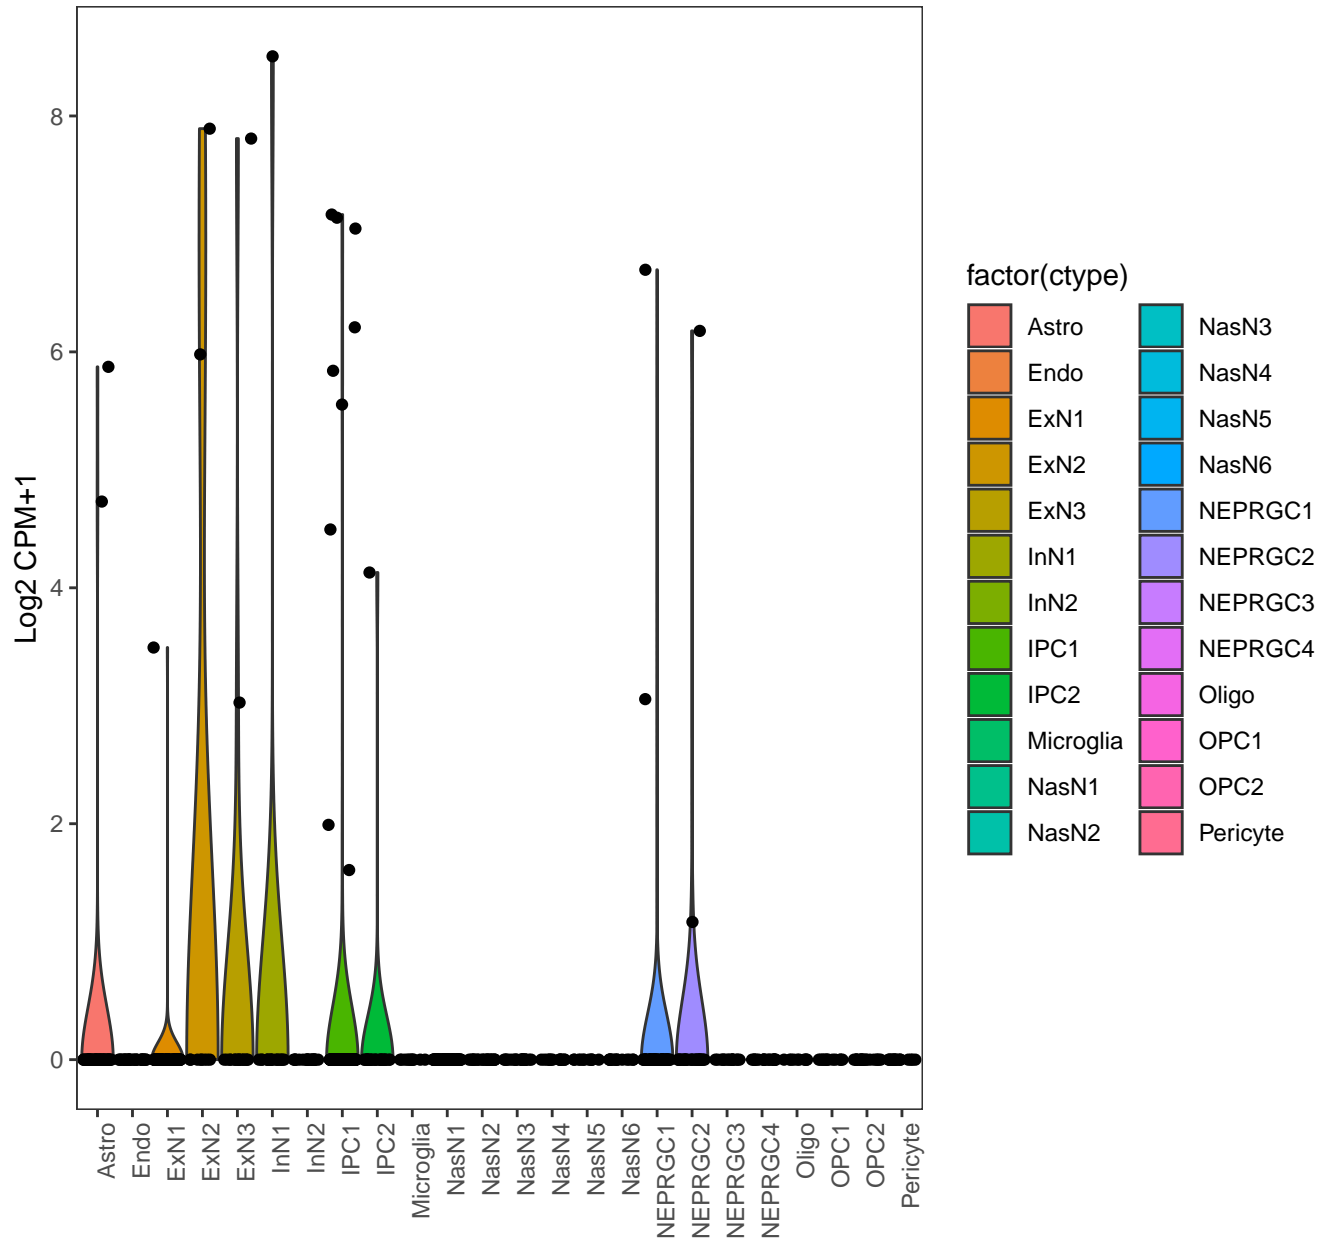 Log2 CPM+1
8
6
4
2
0
Astro
Endo
ExN1
ExN2
ExN3
InN1
InN2
IPC1
IPC2
Microglia
NasN1
NasN2
NasN3
NasN4
NasN5
NasN6
NEPRGC1
NEPRGC2
NEPRGC3
NEPRGC4
Oligo
OPC1
OPC2
Pericyte
factor(ctype)
Astro
Endo
ExN1
ExN2
ExN3
InN1
InN2
IPC1
IPC2
Microglia
NasN1
NasN2
NasN3
NasN4
NasN5
NasN6
NEPRGC1
NEPRGC2
NEPRGC3
NEPRGC4
Oligo
OPC1
OPC2
Pericyte